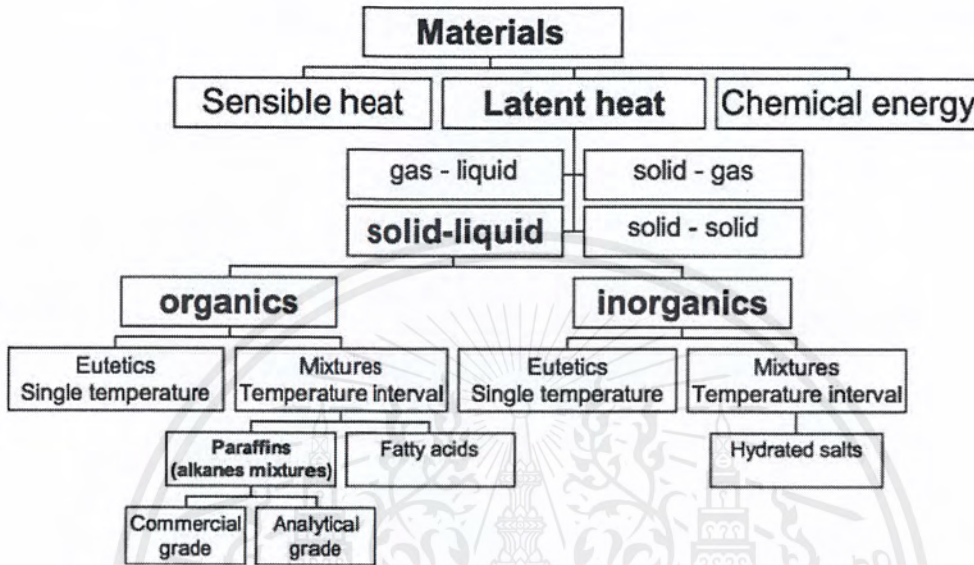 Materials
Sensible heat
Latent heat
Chemical energy
gas - liquid
solid - gas
solid-liquid
solid - solid
organics
inorganics
Eutetics
Single temperature
Mixtures
Temperature interval
Eutetics
Single temperature
Mixtures
Temperature interval
Paraffins
(alkanes mixtures)
Fatty acids
Hydrated salts
Commercial
grade
Analytical
grade